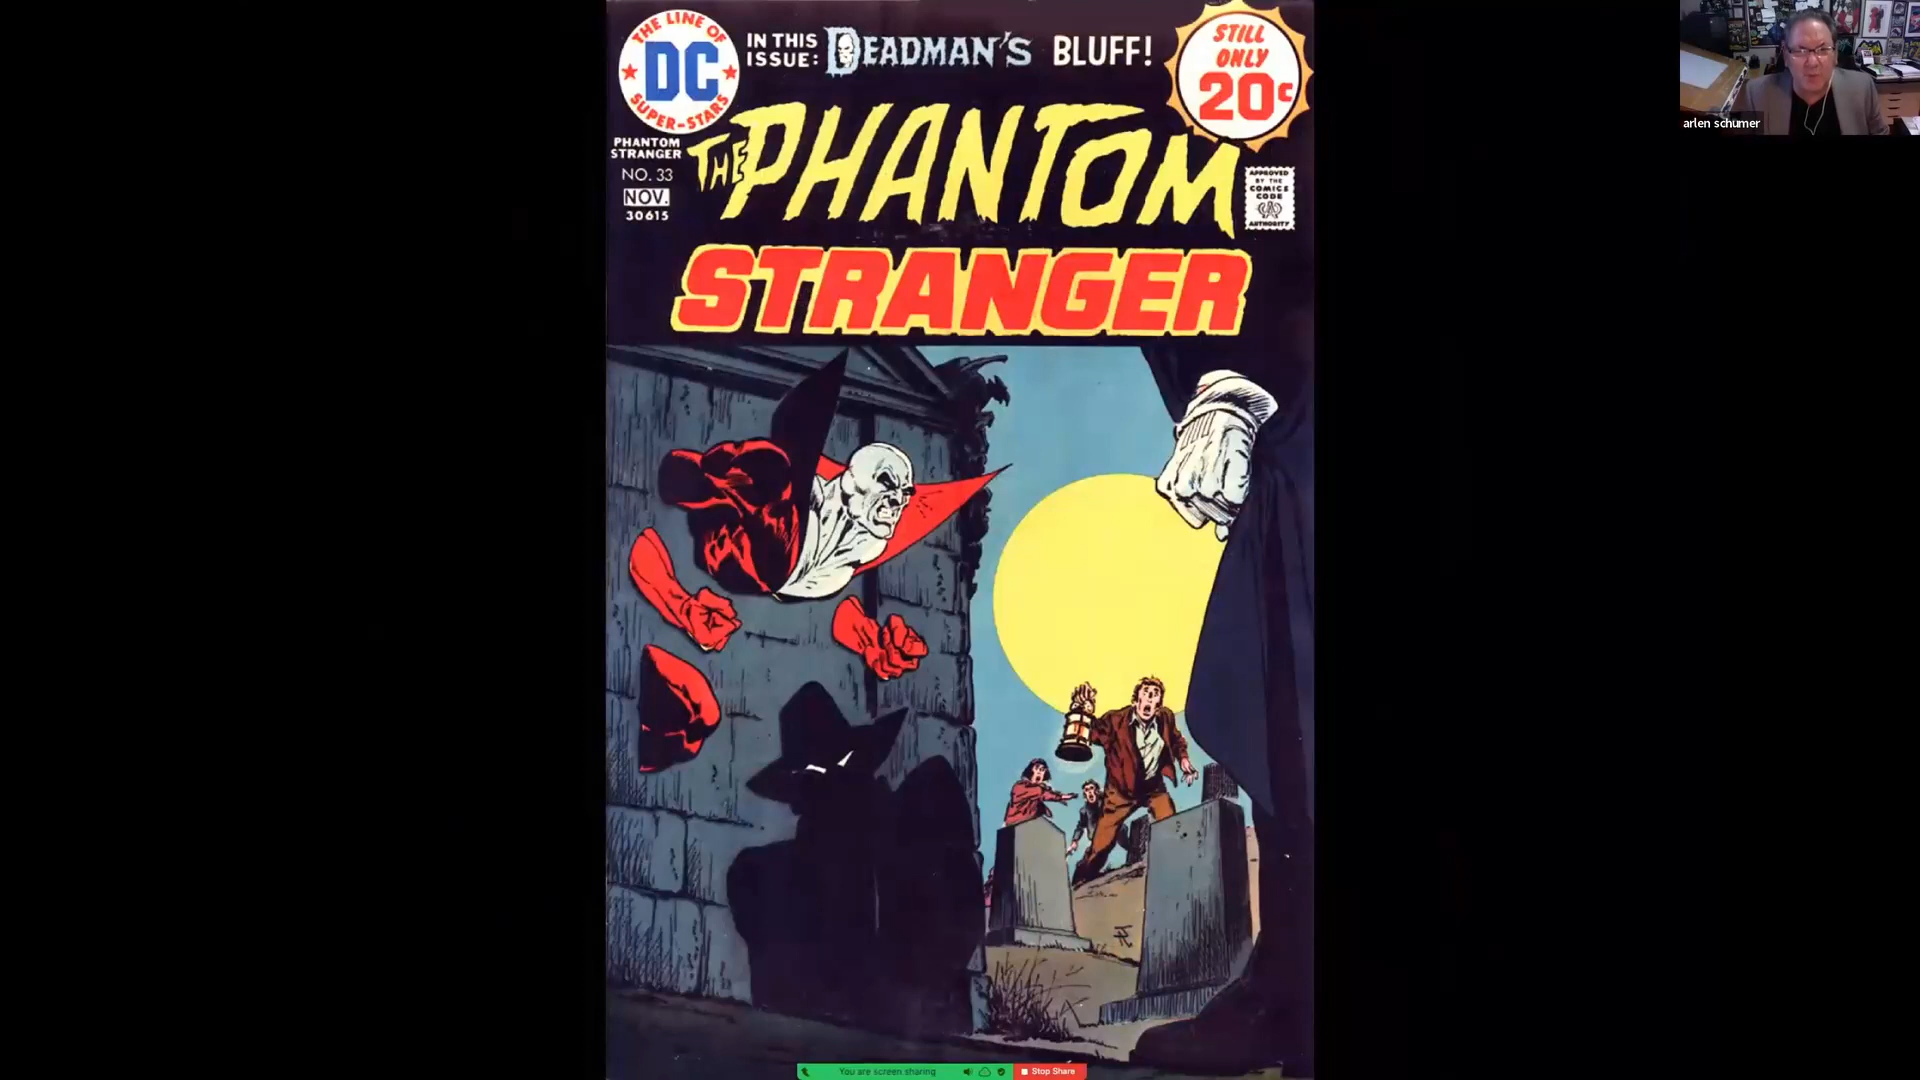 THE LINE OF
DC
SUPER-STARS
IN THIS
ISSUE: DEADMAN'S BLUFF!
STILL
ONLY
20¢
PHANTOM
STRANGER
NO. 33
NOV.
30615
THE PHANTOM
STRANGER
APPROVED
BY THE
COMICS
CODE
AUTHORITY
arlen schumer
You are screen sharing
Stop Share